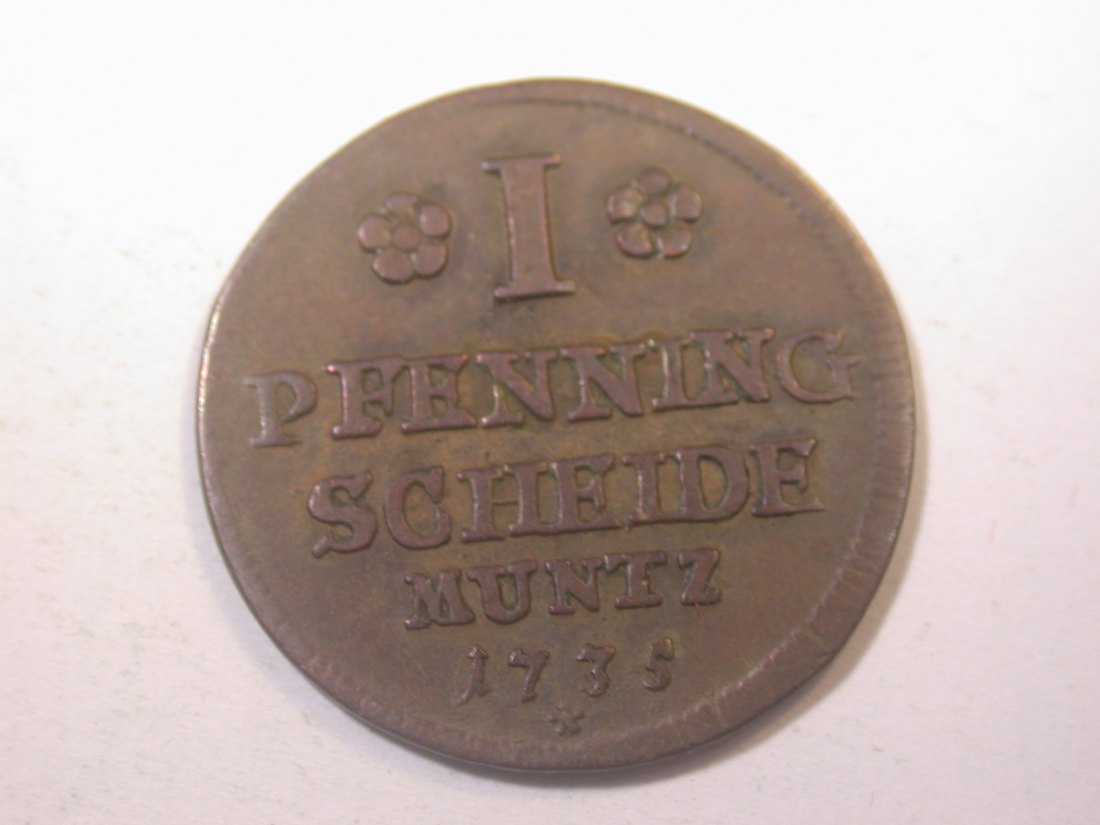 I
PFENNING
SCHEIDE
MUNTZ
1735